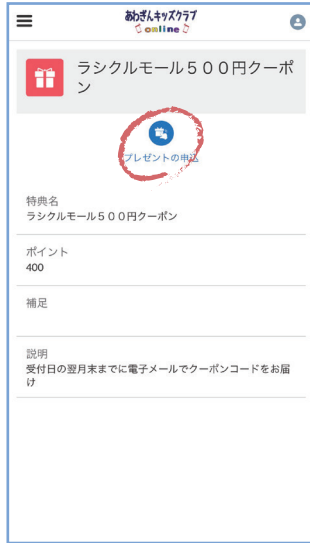 あわぎんキッズクラブ
online
ラシクルモール５００円クーポ
ン
プレゼントの申込
特典名
ラシクルモール５００円クーポン
ポイント
400
補足
説明
受付日の翌月末までに電子メールでクーポンコードをお届
け